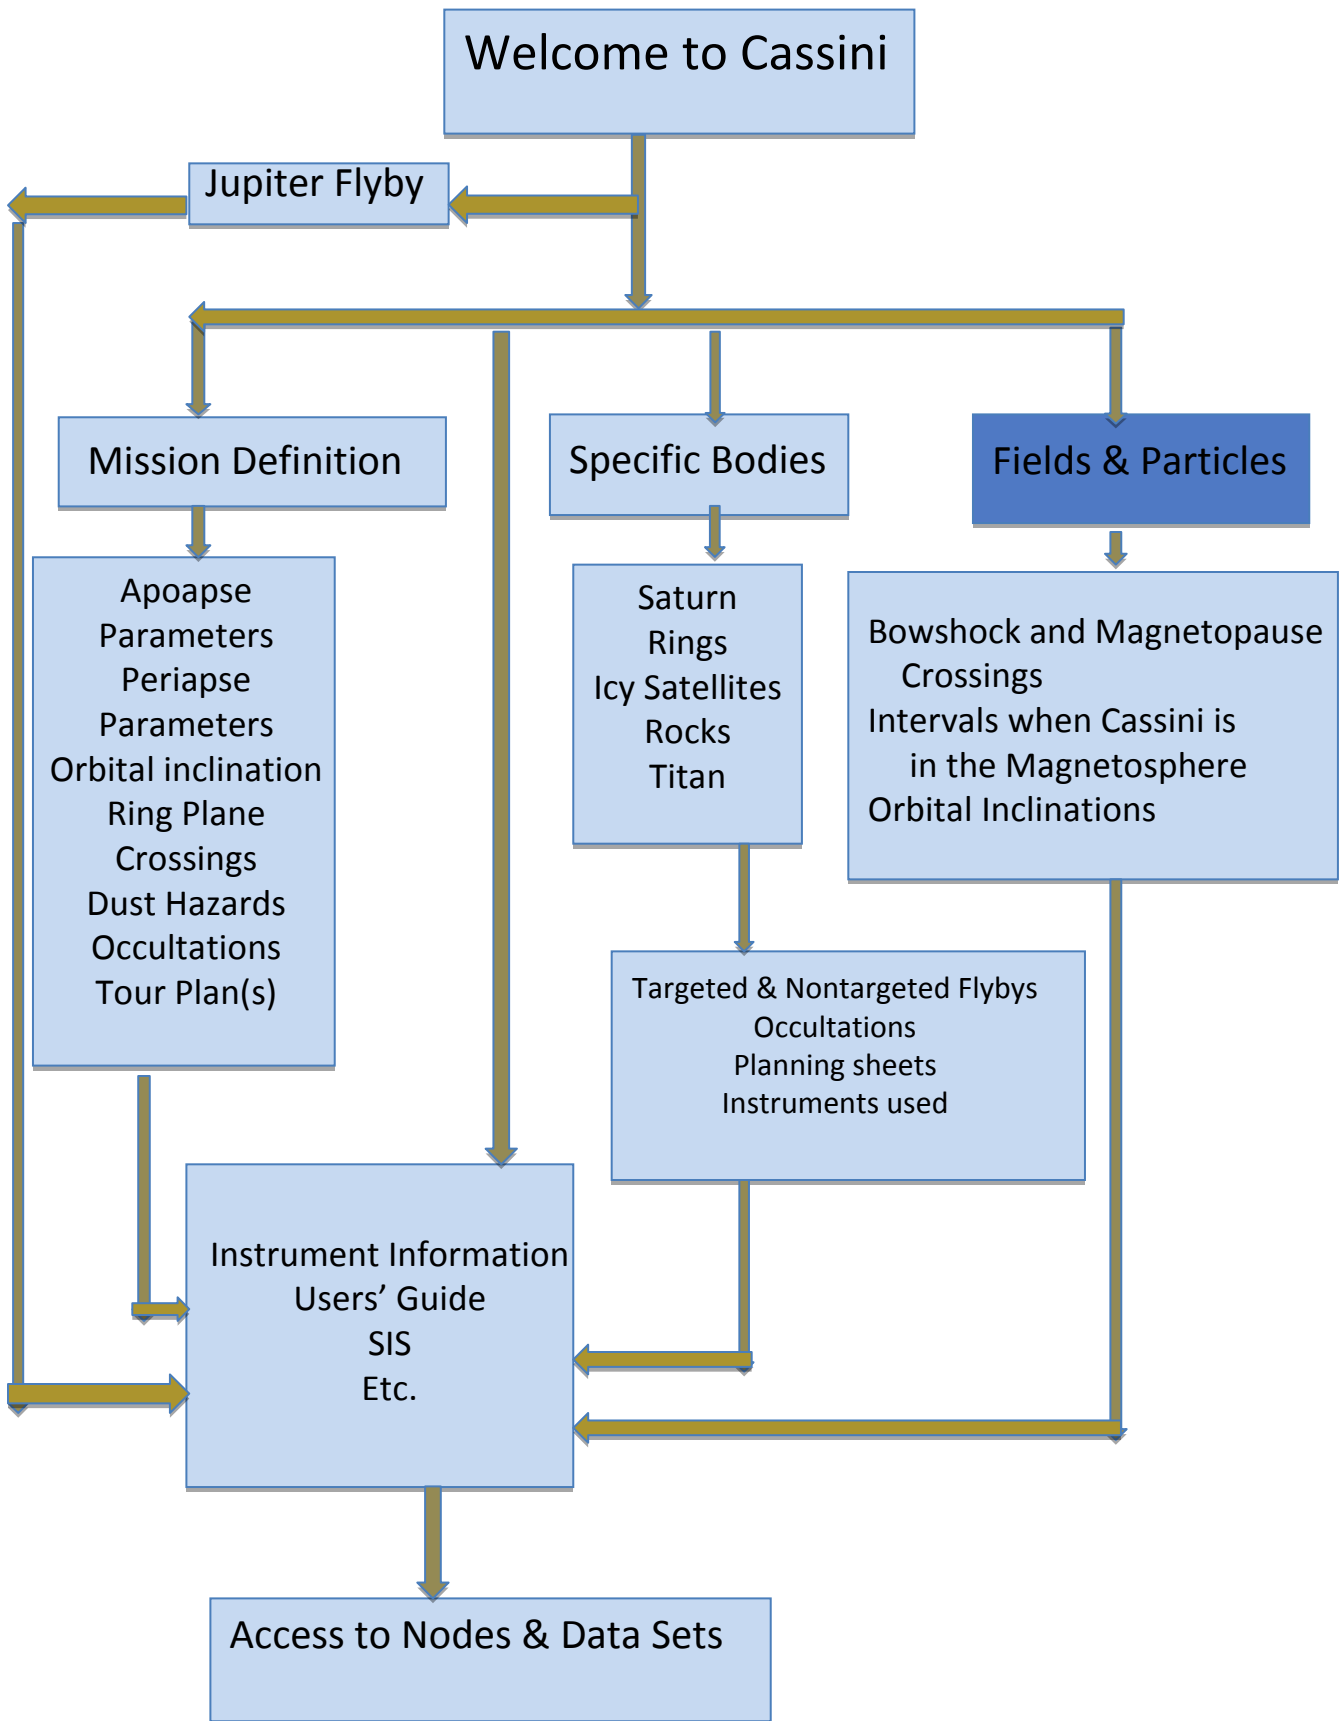 Welcome to Cassini
Jupiter Flyby
Mission Definition
Specific Bodies
Fields & Particles
Apoapse
Parameters
Periapse
Parameters
Orbital inclination
Ring Plane
Crossings
Dust Hazards
Occultations
Tour Plan(s)
Saturn
Rings
Icy Satellites
Rocks
Titan
Bowshock and Magnetopause
Crossings
Intervals when Cassini is
in the Magnetosphere
Orbital Inclinations
Targeted & Nontargeted Flybys
Occultations
Planning sheets
Instruments used
Instrument Information
Users’ Guide
SIS
Etc.
Access to Nodes & Data Sets